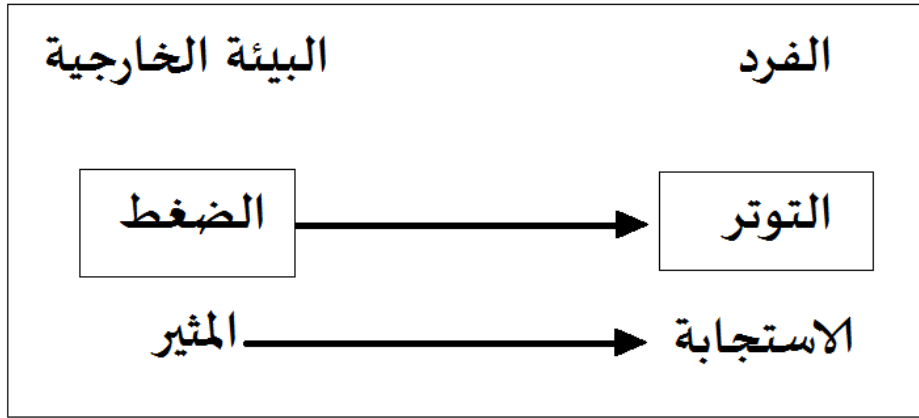 الفرد البيئة الخارجية
التوتر الضغط
الاستجابة المثير